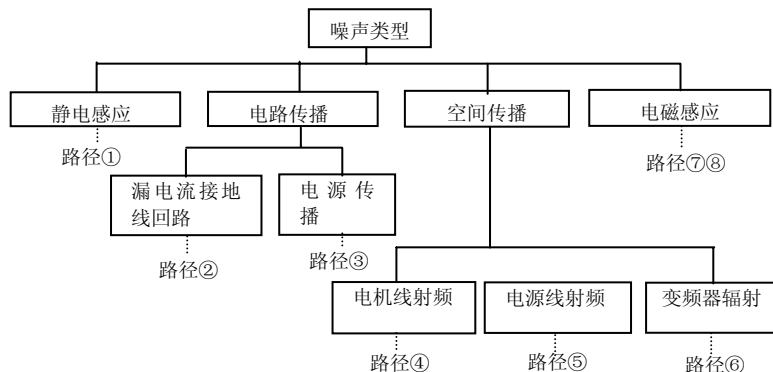 噪声类型
静电感应
电路传播
空间传播
电磁感应
路径①
路径⑦⑧
漏电流接地
线回路
电源传
播
路径②
路径③
电机线射频
电源线射频
变频器辐射
路径④
路径⑤
路径⑥